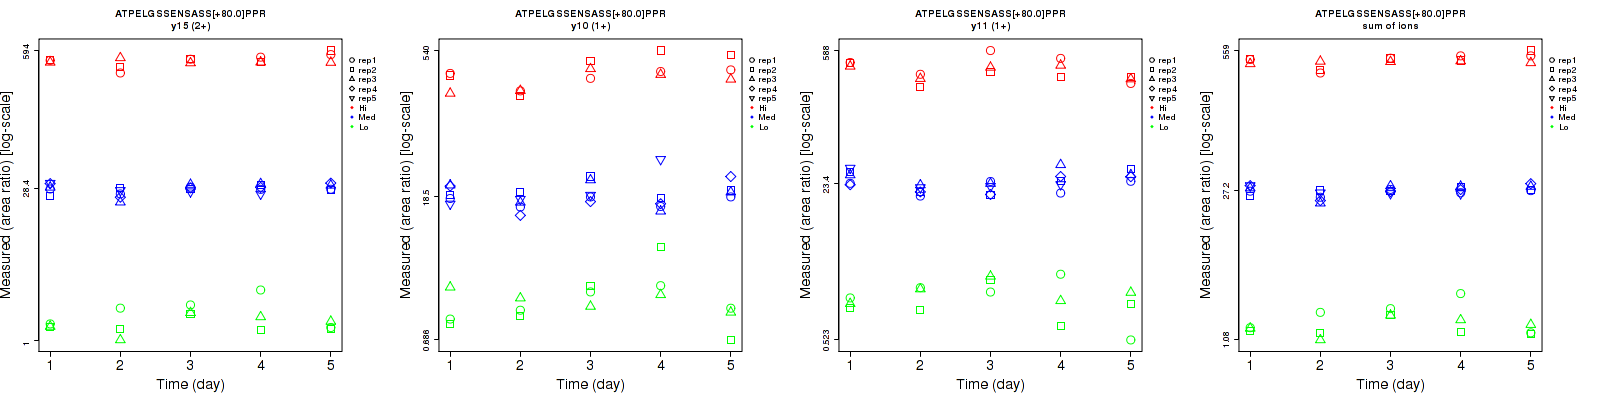 ATPELGSSENSASS[+80.0]PPR
y15 (2+)
Measured (area ratio) [log-scale]
594
28.4
1
1 2 3 4 5
Time (day)
rep1
rep2
rep3
rep4
rep5
Hi
Med
Lo
ATPELGSSENSASS[+80.0]PPR
y10 (1+)
Measured (area ratio) [log-scale]
540
18.5
0.686
1 2 3 4 5
Time (day)
rep1
rep2
rep3
rep4
rep5
Hi
Med
Lo
ATPELGSSENSASS[+80.0]PPR
y11 (1+)
Measured (area ratio) [log-scale]
588
23.4
0.523
1 2 3 4 5
Time (day)
rep1
rep2
rep3
rep4
rep5
Hi
Med
Lo
ATPELGSSENSASS[+80.0]PPR
sum of ions
Measured (area ratio) [log-scale]
559
27.2
1.08
1 2 3 4 5
Time (day)
rep1
rep2
rep3
rep4
rep5
Hi
Med
Lo